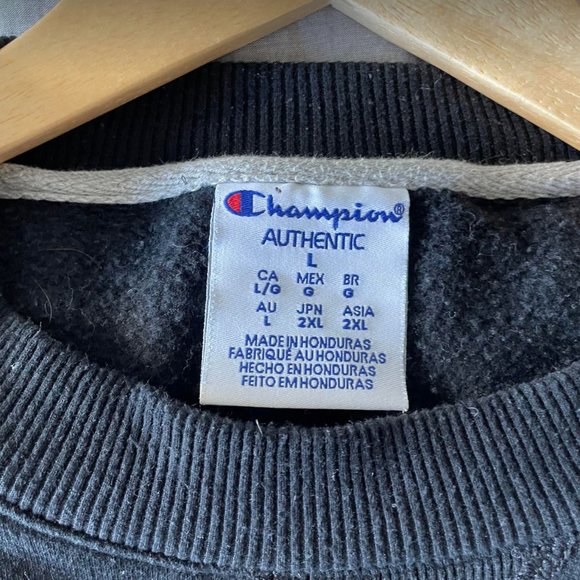 Champion®
AUTHENTIC
L
CA MEX BR
L/G G G
AU JPN ASIA
L 2XL 2XL
MADE IN HONDURAS
FABRIQUÉ AU HONDURAS
HECHO EN HONDURAS
FEITO EM HONDURAS